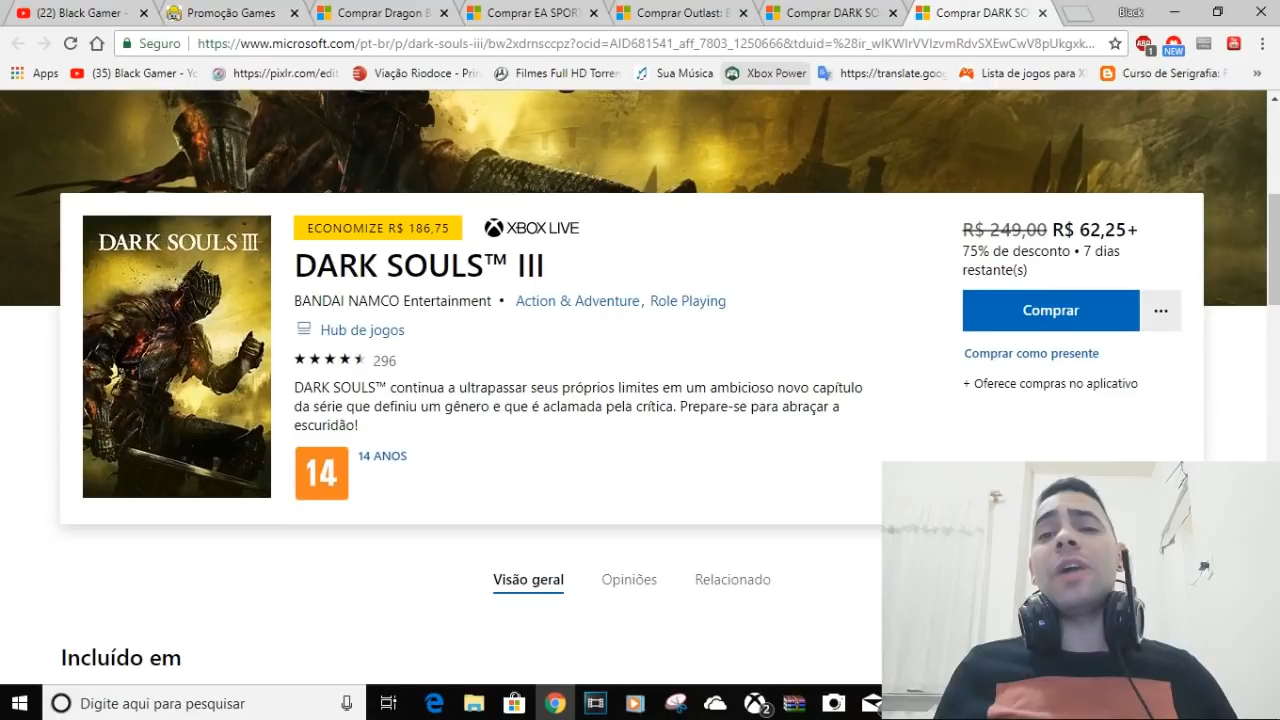 (22) Black Gamer -
Promoção Games
Comprar Dragon B
Comprar EA SPOR
Comprar Outlast:
Comprar DARK SO
Comprar DARK SO
Black
Seguro
https://www.microsoft.com/pt-br/p/dark-souls-iii/
Apps
(35) Black Gamer - Yo
https://pixlr.com/edit
Viação Riodoce - Prin
Filmes Full HD Torren
Sua Música
Xbox Power
https://translate.goog
Lista de jogos para Xi
Curso de Serigrafia: F
NEW
DARK SOULS III
ECONOMIZE R$ 186,75
XBOX LIVE
DARK SOULS™ III
BANDAI NAMCO Entertainment • Action & Adventure, Role Playing
Hub de jogos
296
DARK SOULS™ continua a ultrapassar seus próprios limites em um ambicioso novo capítulo
da série que definiu um gênero e que é aclamada pela crítica. Prepare-se para abraçar a
escuridão!
14
14 ANOS
R$ 249,00 R$ 62,25+
75% de desconto • 7 dias
restante(s)
Comprar
Comprar como presente
+ Oferece compras no aplicativo
Visão geral
Opiniões
Relacionado
Incluído em
Digite aqui para pesquisar
2